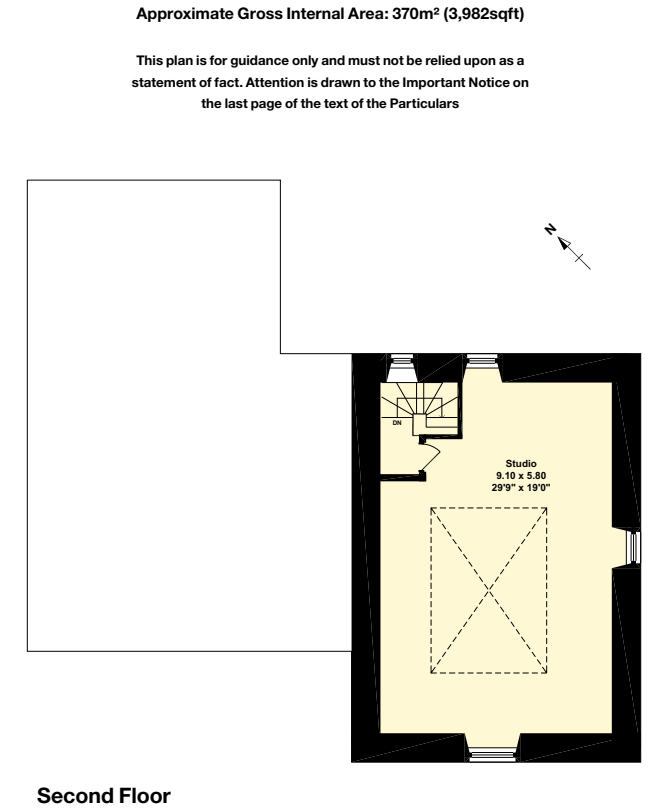 Approximate Gross Internal Area: 370m² (3,982sqft)
This plan is for guidance only and must not be relied upon as a
statement of fact. Attention is drawn to the Important Notice on
the last page of the text of the Particulars
N
DN
Studio
9.10 x 5.80
29'9" x 19'0"
Second Floor